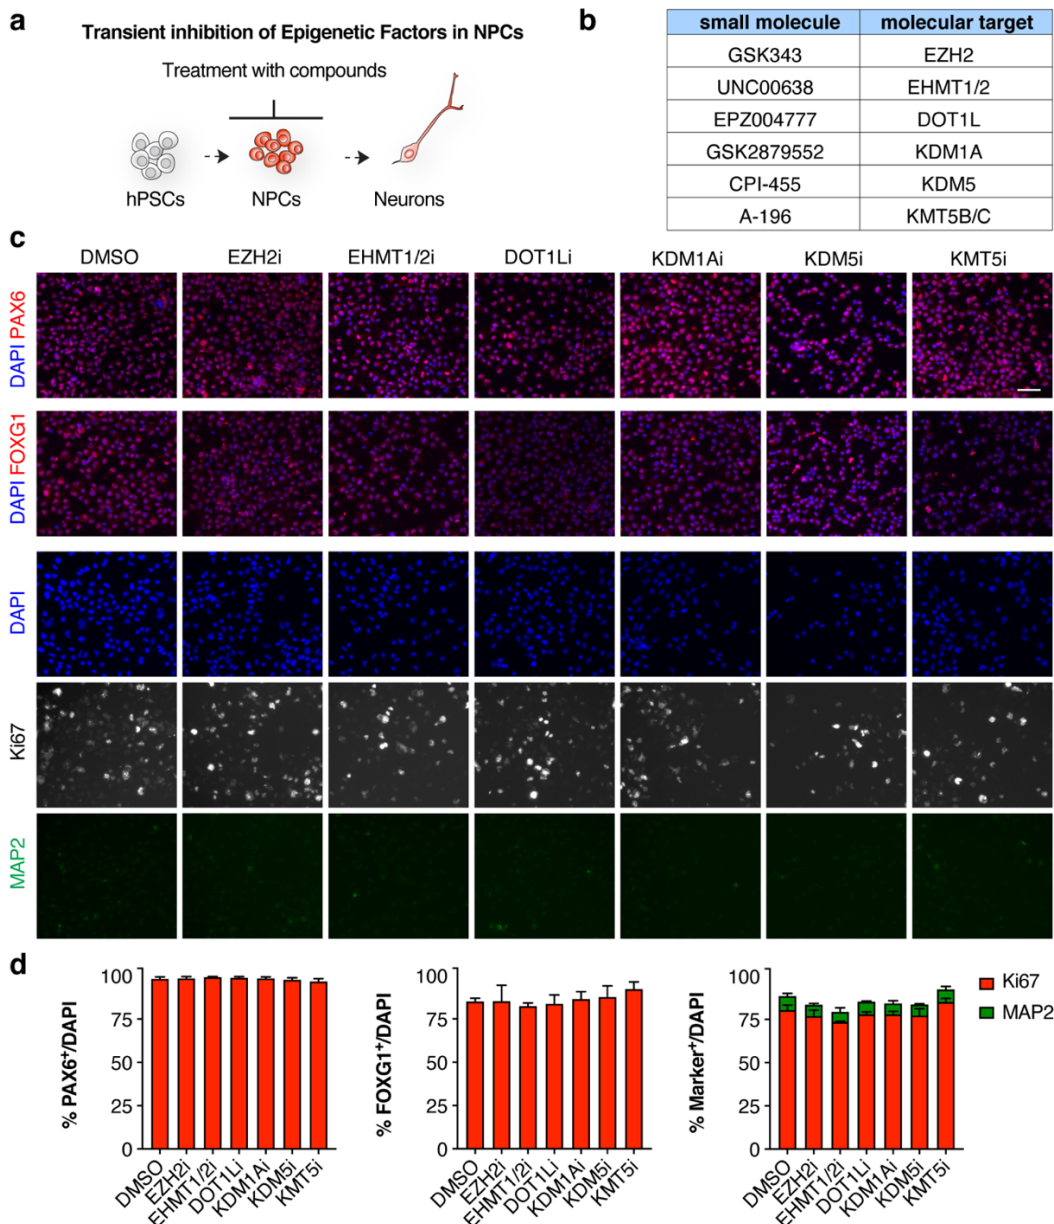 a
Transient inhibition of Epigenetic Factors in NPCs
Treatment with compounds
hPSCs NPCs Neurons
b
small molecule molecular target
GSK343 EZH2
UNC00638 EHMT1/2
EPZ004777 DOT1L
GSK2879552 KDM1A
CPI-455 KDM5
A-196 KMT5B/C
c
DMSO EZH2i EHMT1/2i DOT1Li KDM1Ai KDM5i KMT5i
DAPI PAX6
DAPI FOXG1
DAPI
Ki67
MAP2
d
% PAX6+/DAPI
100
75
50
25
0
DMSO
EZH2i
EHMT1/2i
DOT1Li
KDM1Ai
KDM5i
KMT5i
% FOXG1+/DAPI
100
75
50
25
0
DMSO
EZH2i
EHMT1/2i
DOT1Li
KDM1Ai
KDM5i
KMT5i
% Marker+/DAPI
100
75
50
25
0
DMSO
EZH2i
EHMT1/2i
DOT1Li
KDM1Ai
KDM5i
KMT5i
Ki67
MAP2